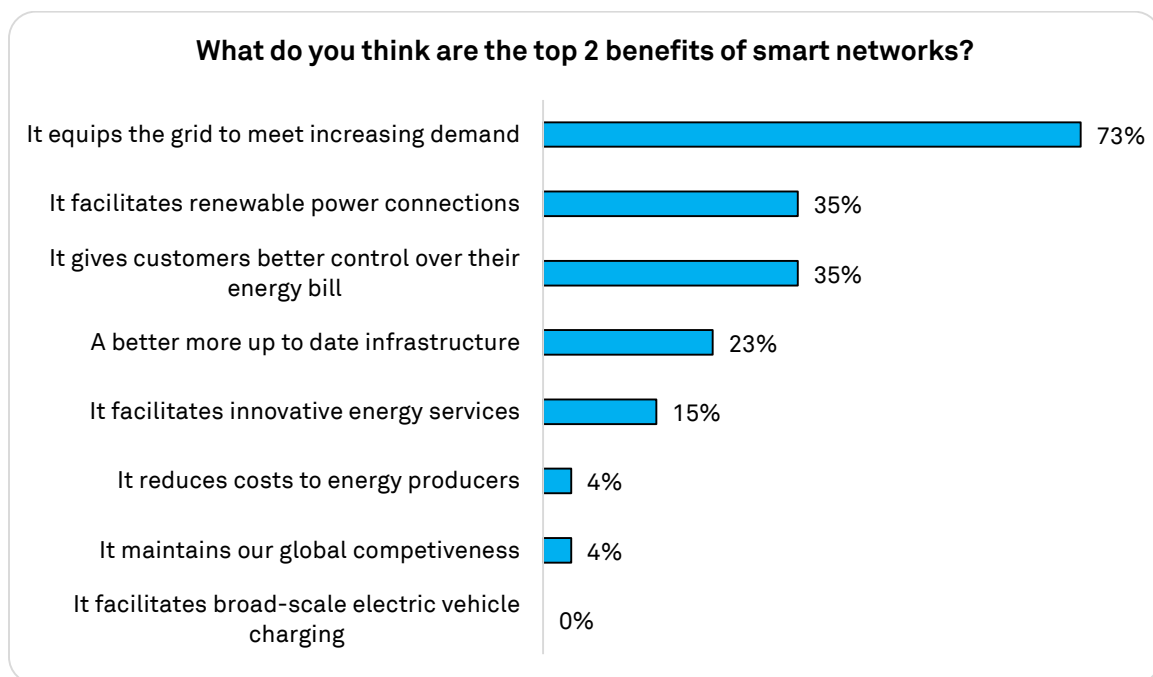 What do you think are the top 2 benefits of smart networks?
It equips the grid to meet increasing demand
73%
It facilitates renewable power connections
35%
It gives customers better control over their
energy bill
35%
A better more up to date infrastructure
23%
It facilitates innovative energy services
15%
It reduces costs to energy producers
4%
It maintains our global competiveness
4%
It facilitates broad-scale electric vehicle
charging
0%